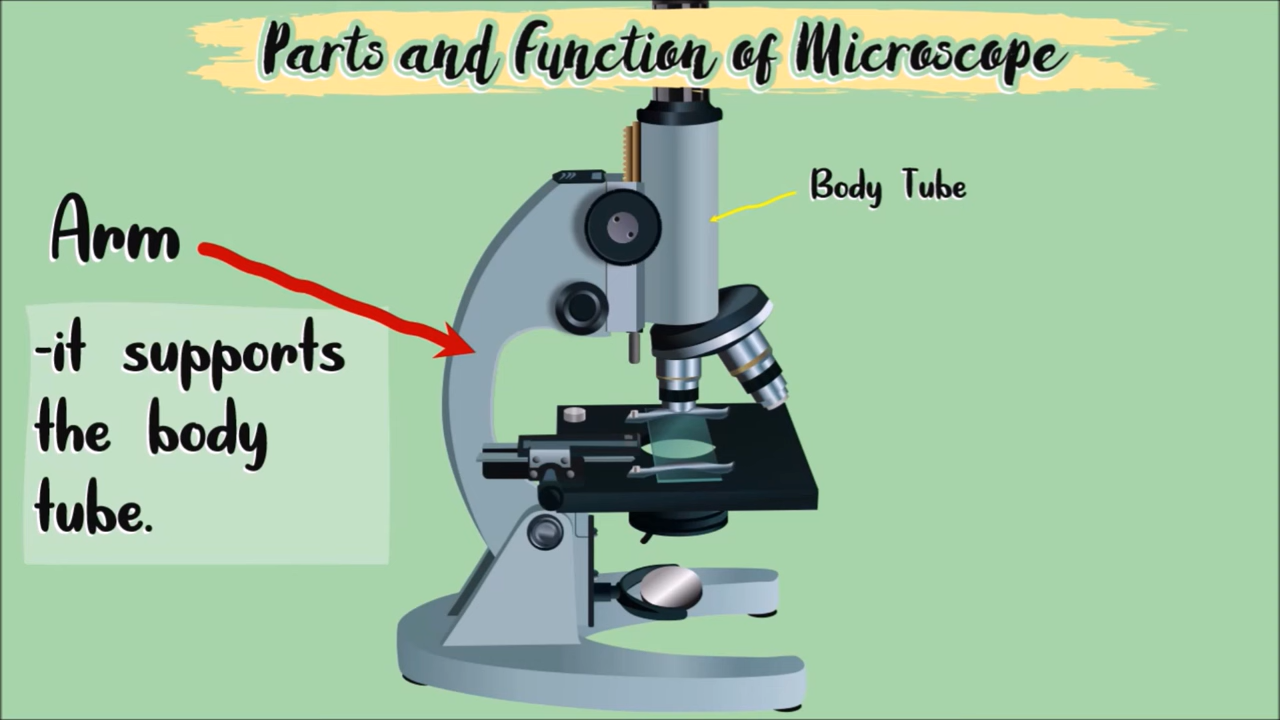 Parts and Function of Microscope
Body Tube
Arm
-it supports
the body
tube.